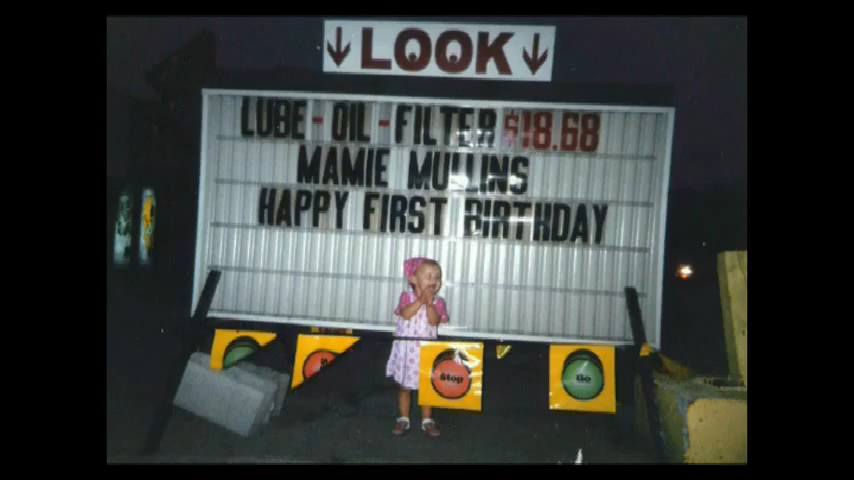 LOOK
LUBE - OIL - FILTER $18.68
MAMIE MULLINS
HAPPY FIRST BIRTHDAY
Stop
Go